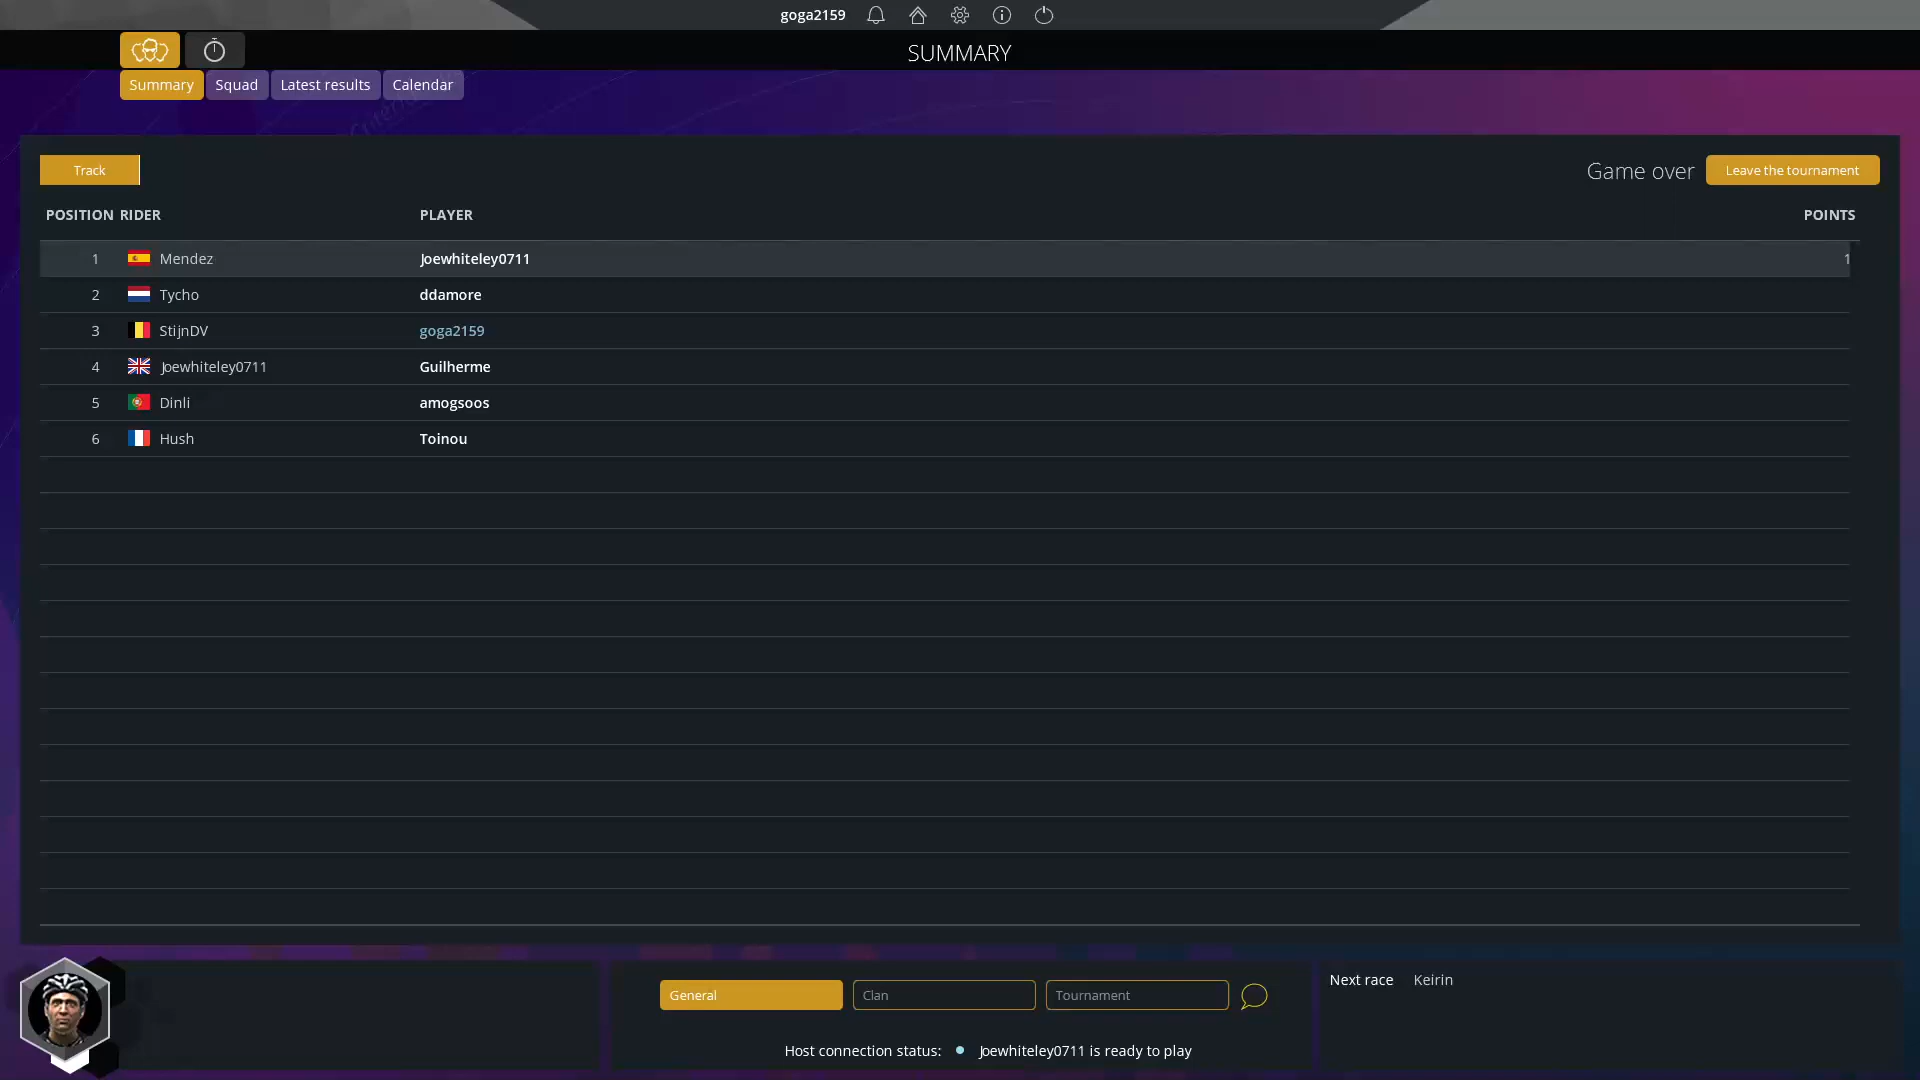 goga2159
SUMMARY
Summary Squad Latest results Calendar
Track Game over Leave the tournament
POSITION RIDER PLAYER POINTS
1 Mendez Joewhiteley0711 1
2 Tycho ddamore
3 StijnDV goga2159
4 Joewhiteley0711 Guilherme
5 Dinli amogsoos
6 Hush Toinou
General Clan Tournament
Next race Keirin
Host connection status: Joewhiteley0711 is ready to play